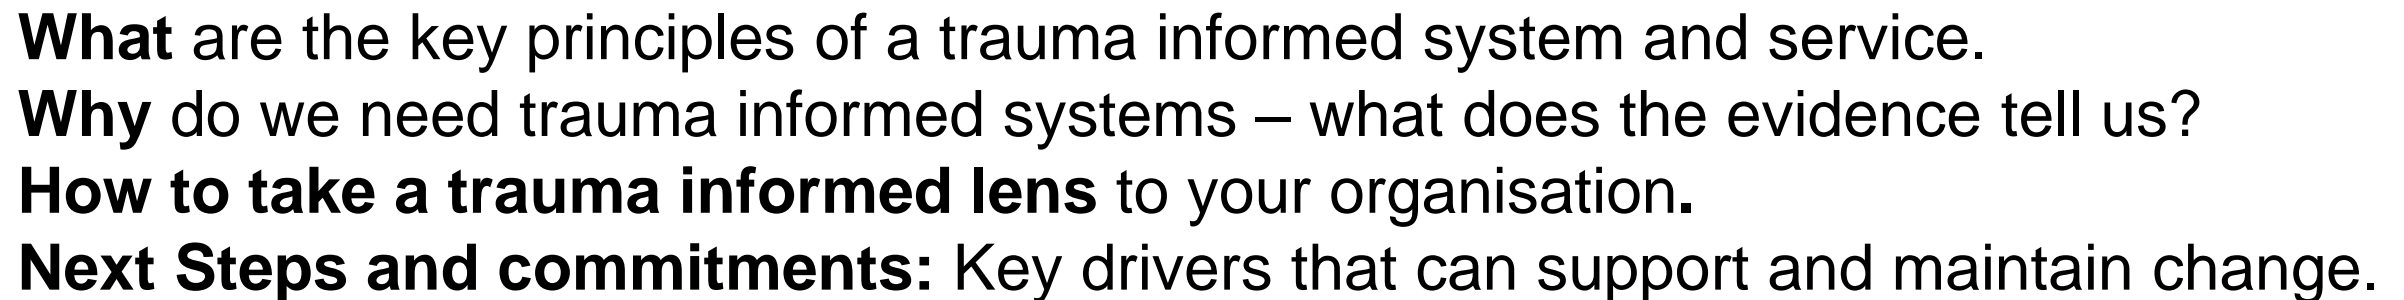 What are the key principles of a trauma informed system and service.
Why do we need trauma informed systems – what does the evidence tell us?
How to take a trauma informed lens to your organisation.
Next Steps and commitments: Key drivers that can support and maintain change.